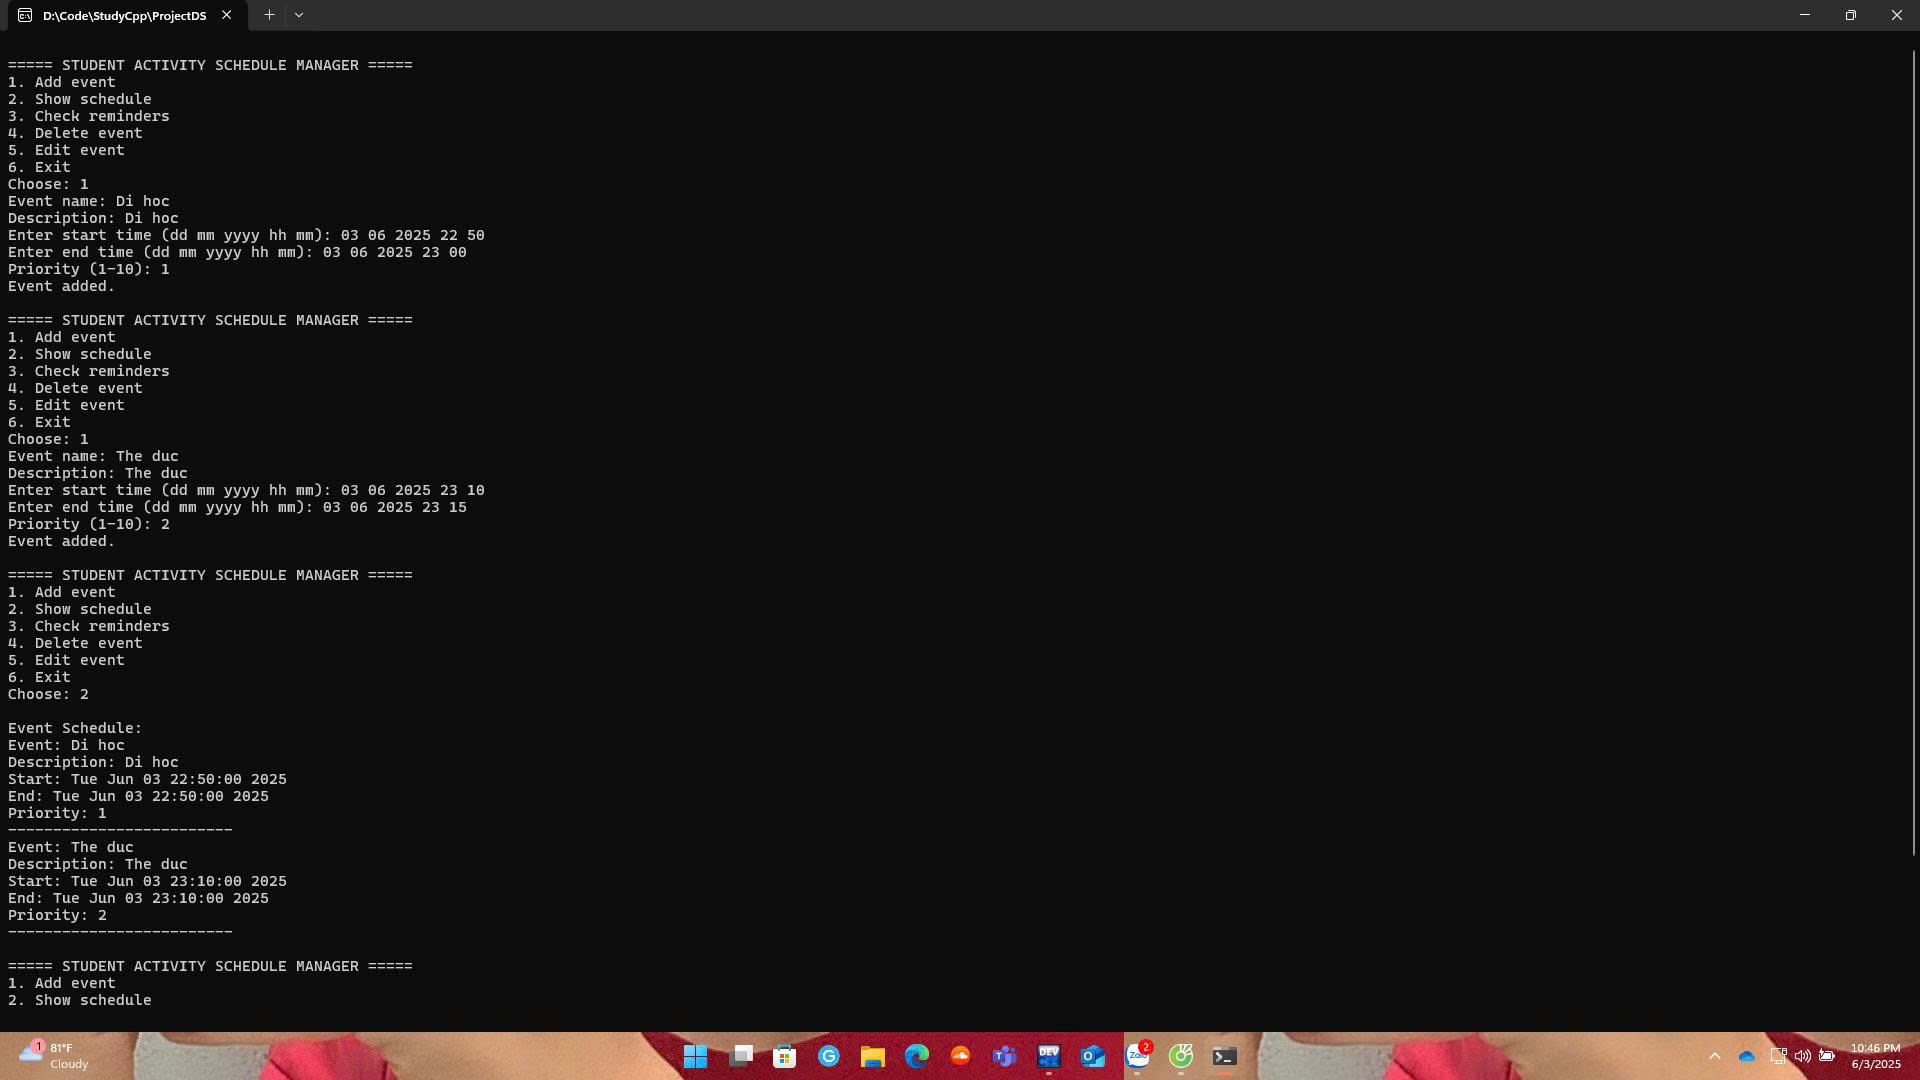 D:\Code\StudyCpp\ProjectDS
===== STUDENT ACTIVITY SCHEDULE MANAGER =====
1. Add event
2. Show schedule
3. Check reminders
4. Delete event
5. Edit event
6. Exit
Choose: 1
Event name: Di hoc
Description: Di hoc
Enter start time (dd mm yyyy hh mm): 03 06 2025 22 50
Enter end time (dd mm yyyy hh mm): 03 06 2025 23 00
Priority (1-10): 1
Event added.
===== STUDENT ACTIVITY SCHEDULE MANAGER =====
1. Add event
2. Show schedule
3. Check reminders
4. Delete event
5. Edit event
6. Exit
Choose: 1
Event name: The duc
Description: The duc
Enter start time (dd mm yyyy hh mm): 03 06 2025 23 10
Enter end time (dd mm yyyy hh mm): 03 06 2025 23 15
Priority (1-10): 2
Event added.
===== STUDENT ACTIVITY SCHEDULE MANAGER =====
1. Add event
2. Show schedule
3. Check reminders
4. Delete event
5. Edit event
6. Exit
Choose: 2
Event Schedule:
Event: Di hoc
Description: Di hoc
Start: Tue Jun 03 22:50:00 2025
End: Tue Jun 03 22:50:00 2025
Priority: 1
-------------------------
Event: The duc
Description: The duc
Start: Tue Jun 03 23:10:00 2025
End: Tue Jun 03 23:10:00 2025
Priority: 2
-------------------------
===== STUDENT ACTIVITY SCHEDULE MANAGER =====
1. Add event
2. Show schedule
1
81°F
Cloudy
DEV
Zalo
2
10:46 PM
6/3/2025